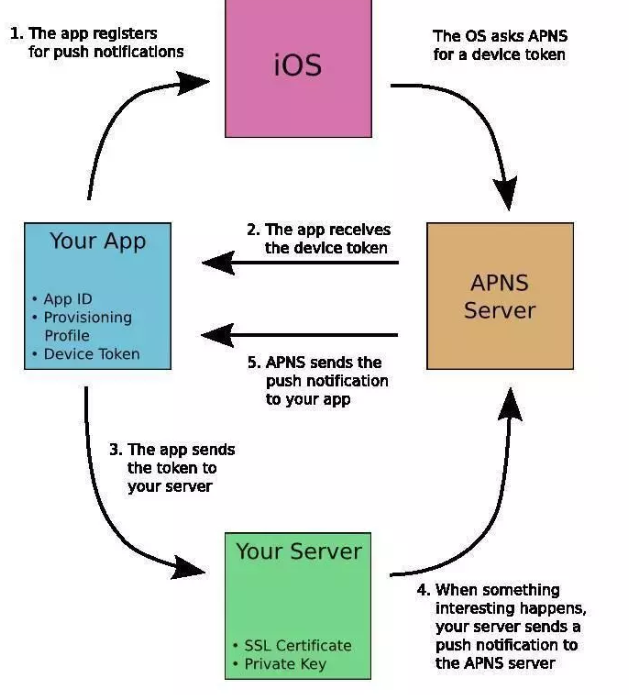 1. The app registers
for push notifications
iOS
The OS asks APNS
for a device token
2. The app receives
the device token
Your App
• App ID
• Provisioning
Profile
• Device Token
APNS
Server
5. APNS sends the
push notification
to your app
3. The app sends
the token to
your server
Your Server
• SSL Certificate
• Private Key
4. When something
interesting happens,
your server sends a
push notification to
the APNS server